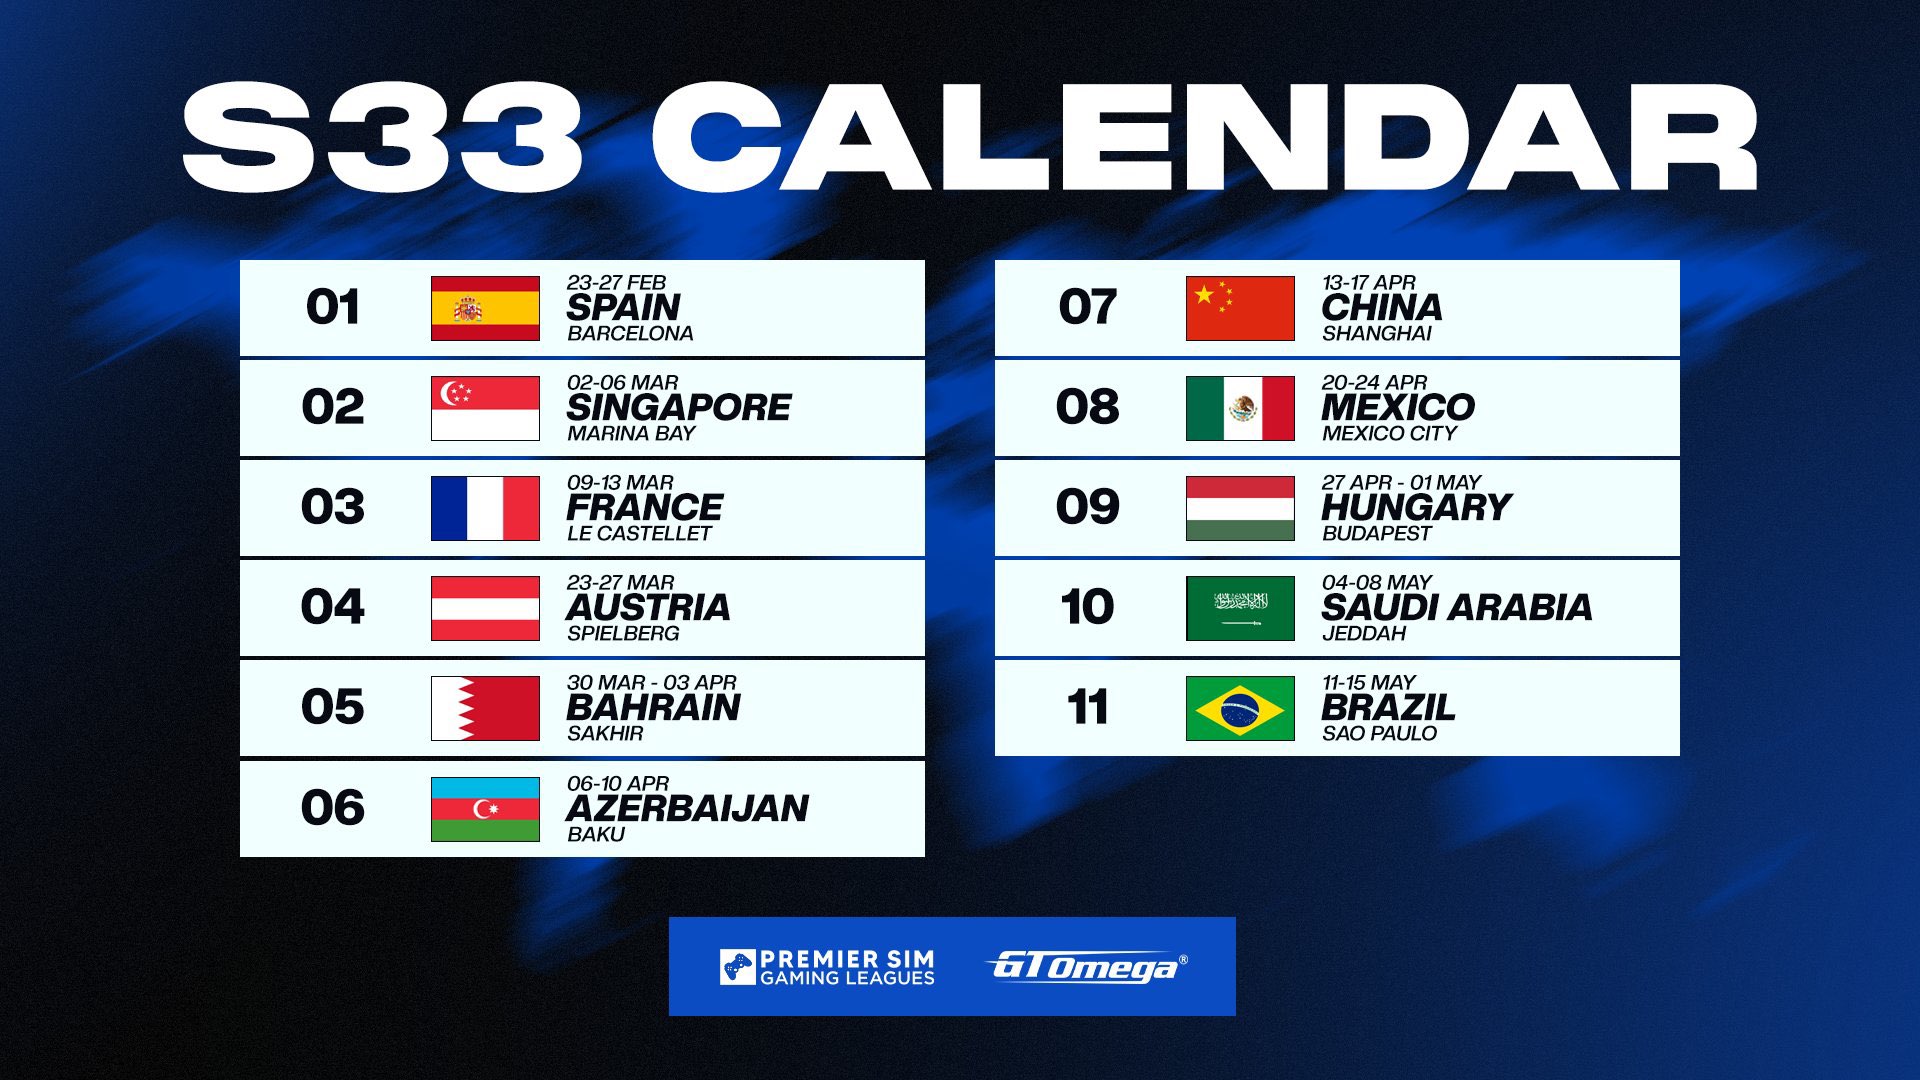 S33 CALENDAR
01
23-27 FEB
SPAIN
BARCELONA
02
02-06 MAR
SINGAPORE
MARINA BAY
03
09-13 MAR
FRANCE
LE CASTELLET
04
23-27 MAR
AUSTRIA
SPIELBERG
05
30 MAR - 03 APR
BAHRAIN
SAKHIR
06
06-10 APR
AZERBAIJAN
BAKU
07
13-17 APR
CHINA
SHANGHAI
08
20-24 APR
MEXICO
MEXICO CITY
09
27 APR - 01 MAY
HUNGARY
BUDAPEST
10
04-08 MAY
SAUDI ARABIA
JEDDAH
11
11-15 MAY
BRAZIL
SAO PAULO
PREMIER SIM
GAMING LEAGUES
GT Omega®